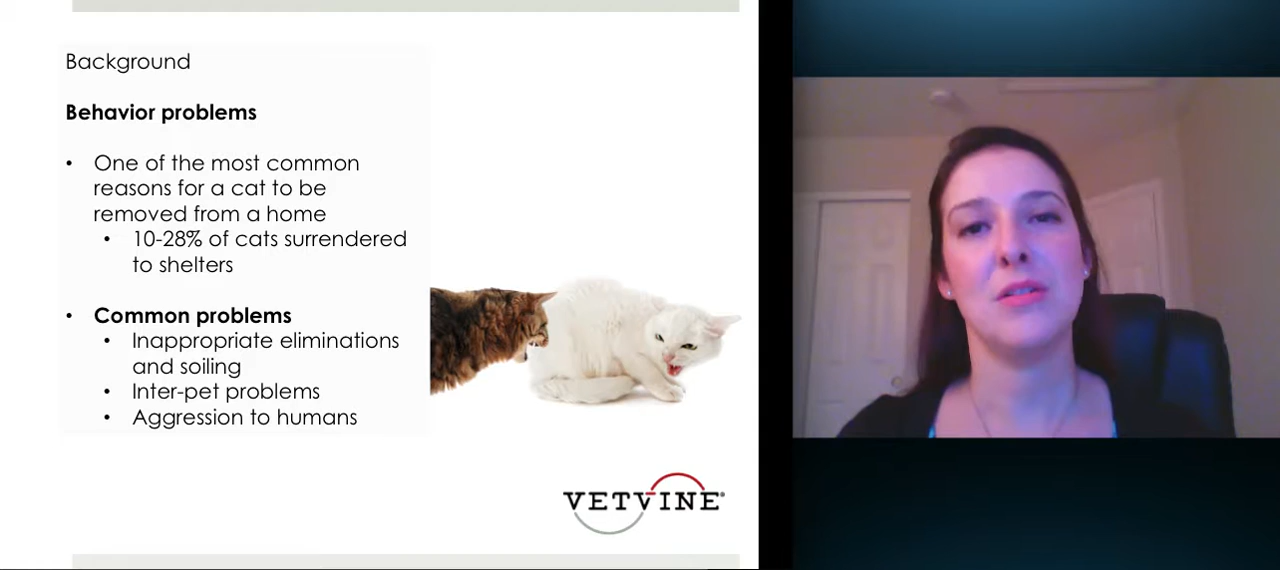 Background
Behavior problems
• One of the most common
reasons for a cat to be
removed from a home
• 10-28% of cats surrendered
to shelters
• Common problems
• Inappropriate eliminations
and soiling
• Inter-pet problems
• Aggression to humans
VETVINE®